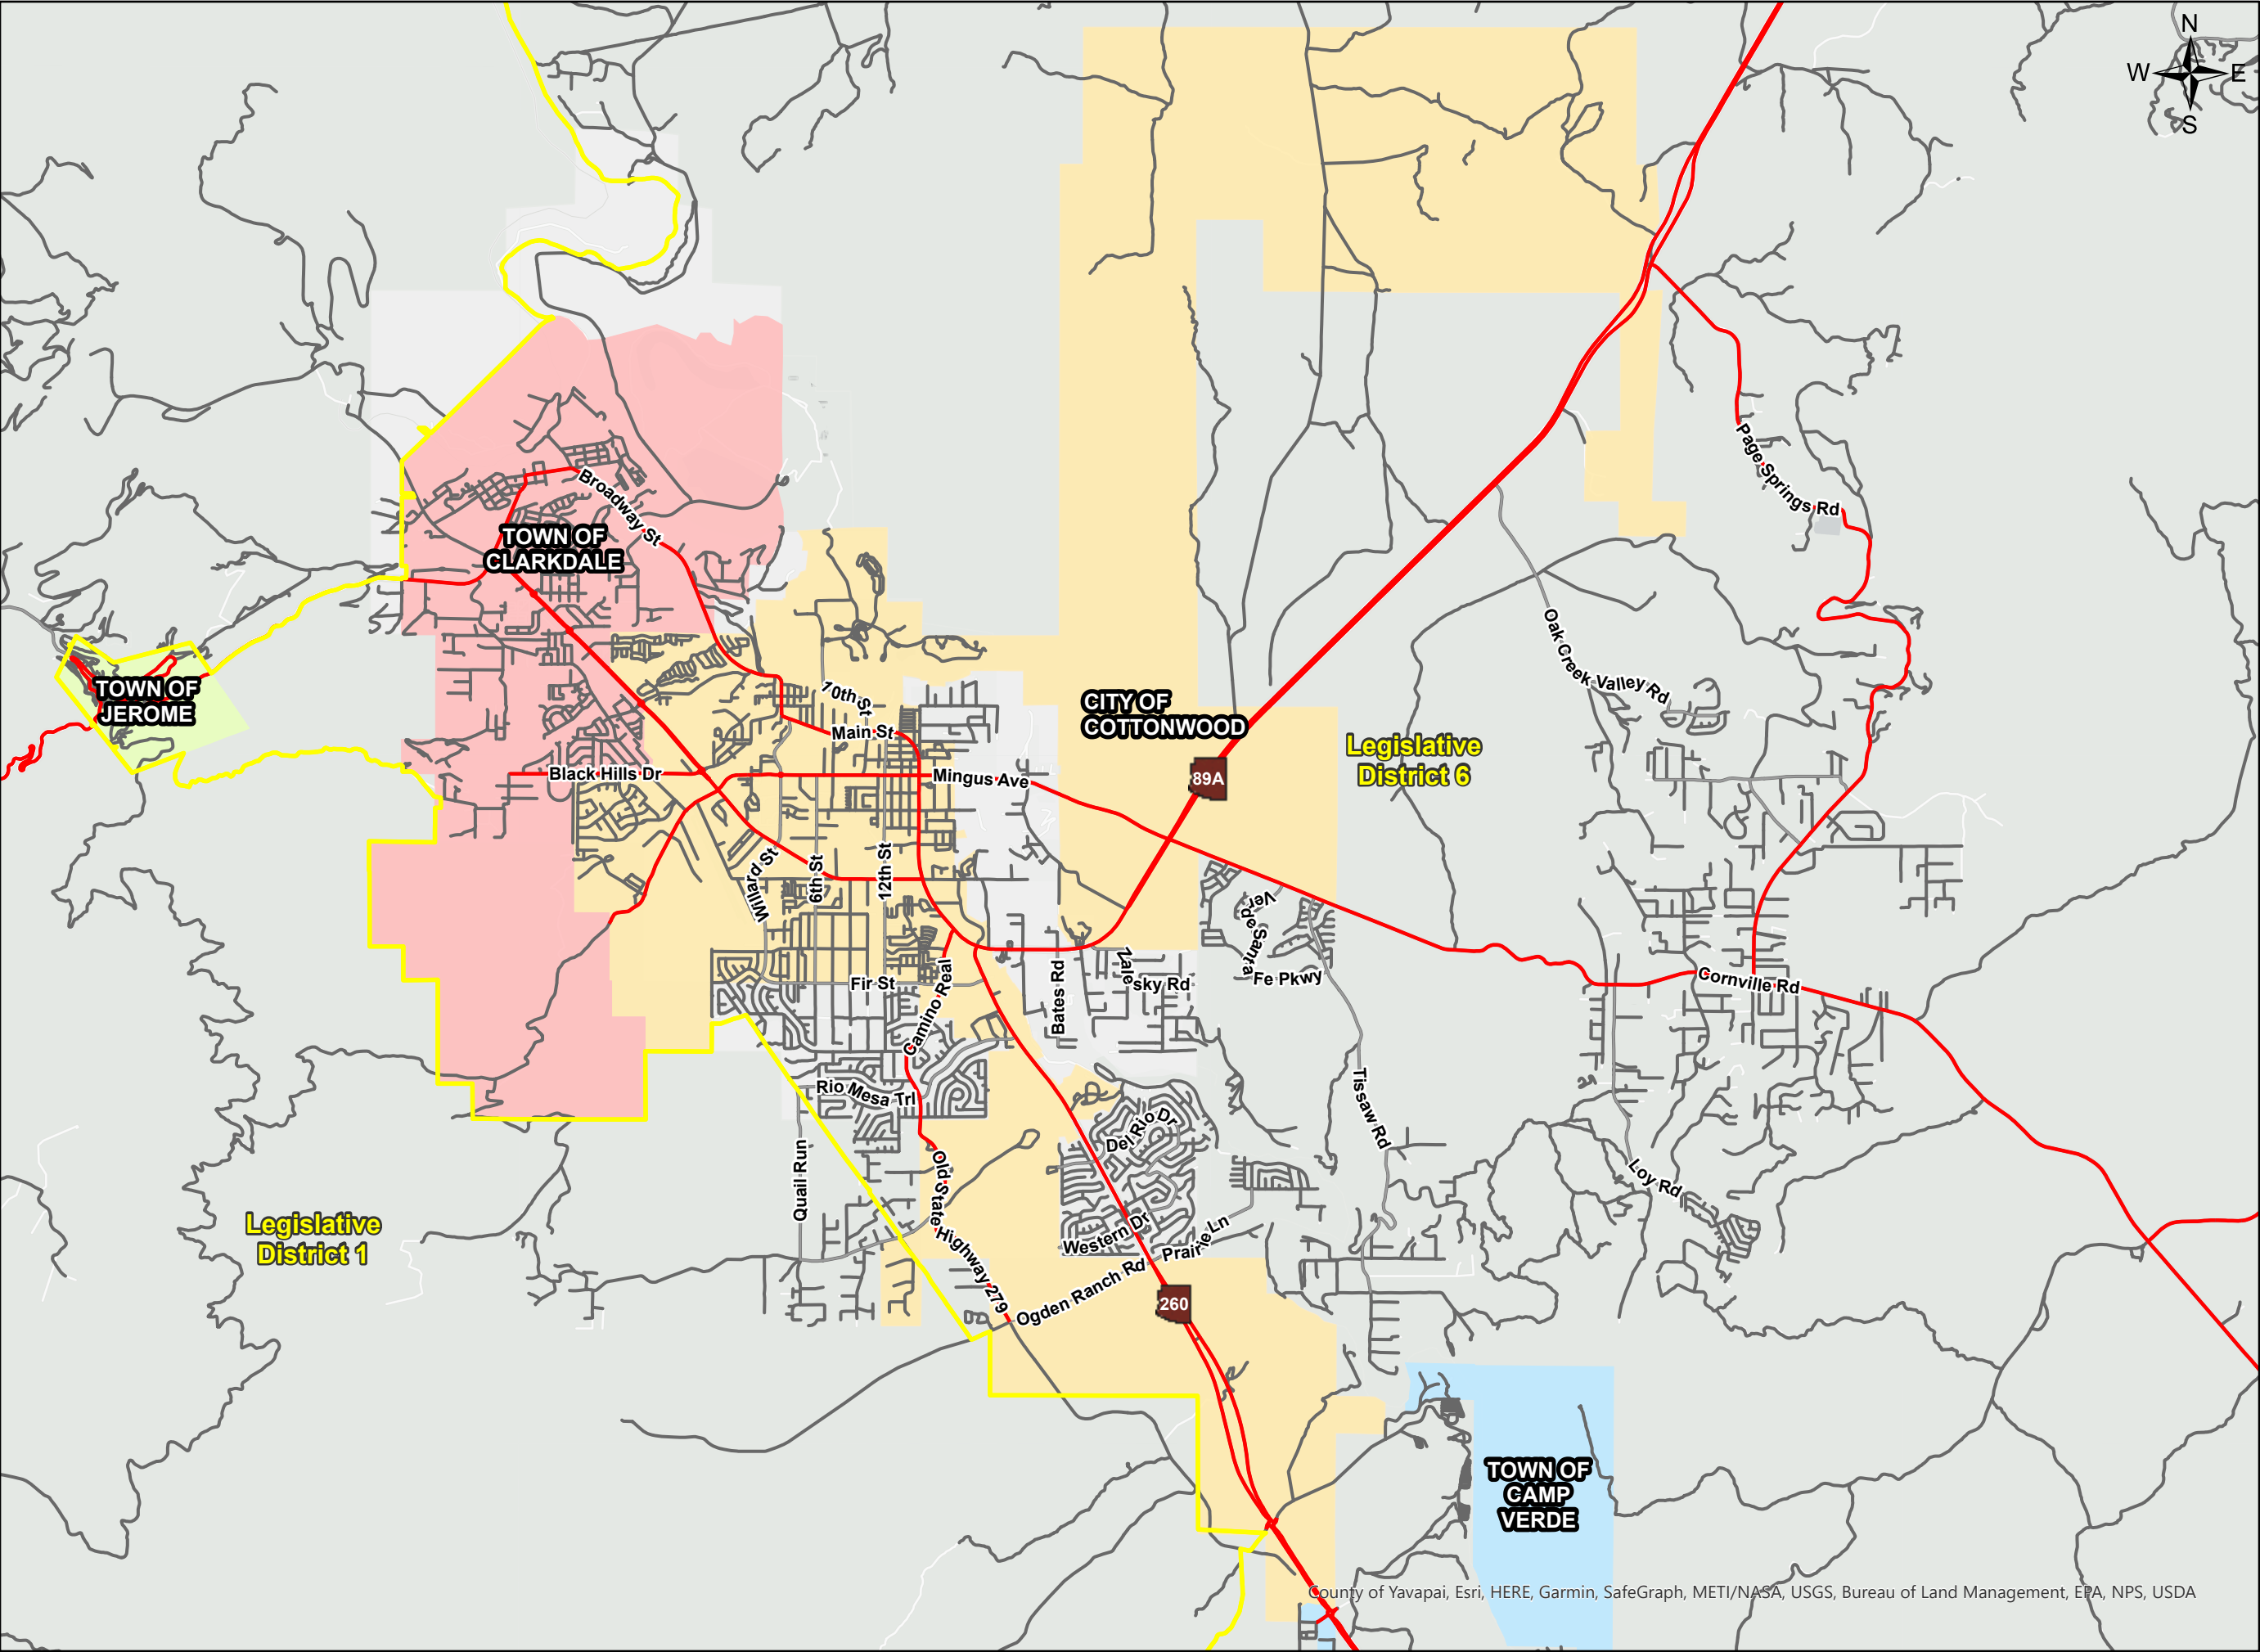 N
W E
S
Page Springs Rd
Broadway St
TOWN OF
CLARKDALE
Oak Creek Valley Rd
TOWN OF
JEROME
10th St
Main St
CITY OF
COTTONWOOD
Legislative
District 6
Black Hills Dr
Mingus Ave
89A
Willard St
6th St
12th St
Verde Santa Fe Pkwy
Fir St
Camino Real
Bates Rd
Zalesky Rd
Cornville Rd
Rio Mesa Trl
Del Rio Dr
Tissaw Rd
Quail Run
Old State Highway 279
Loy Rd
Legislative
District 1
Western Dr
Prairie Ln
Ogden Ranch Rd
260
TOWN OF
CAMP
VERDE
County of Yavapai, Esri, HERE, Garmin, SafeGraph, METI/NASA, USGS, Bureau of Land Management, EPA, NPS, USDA